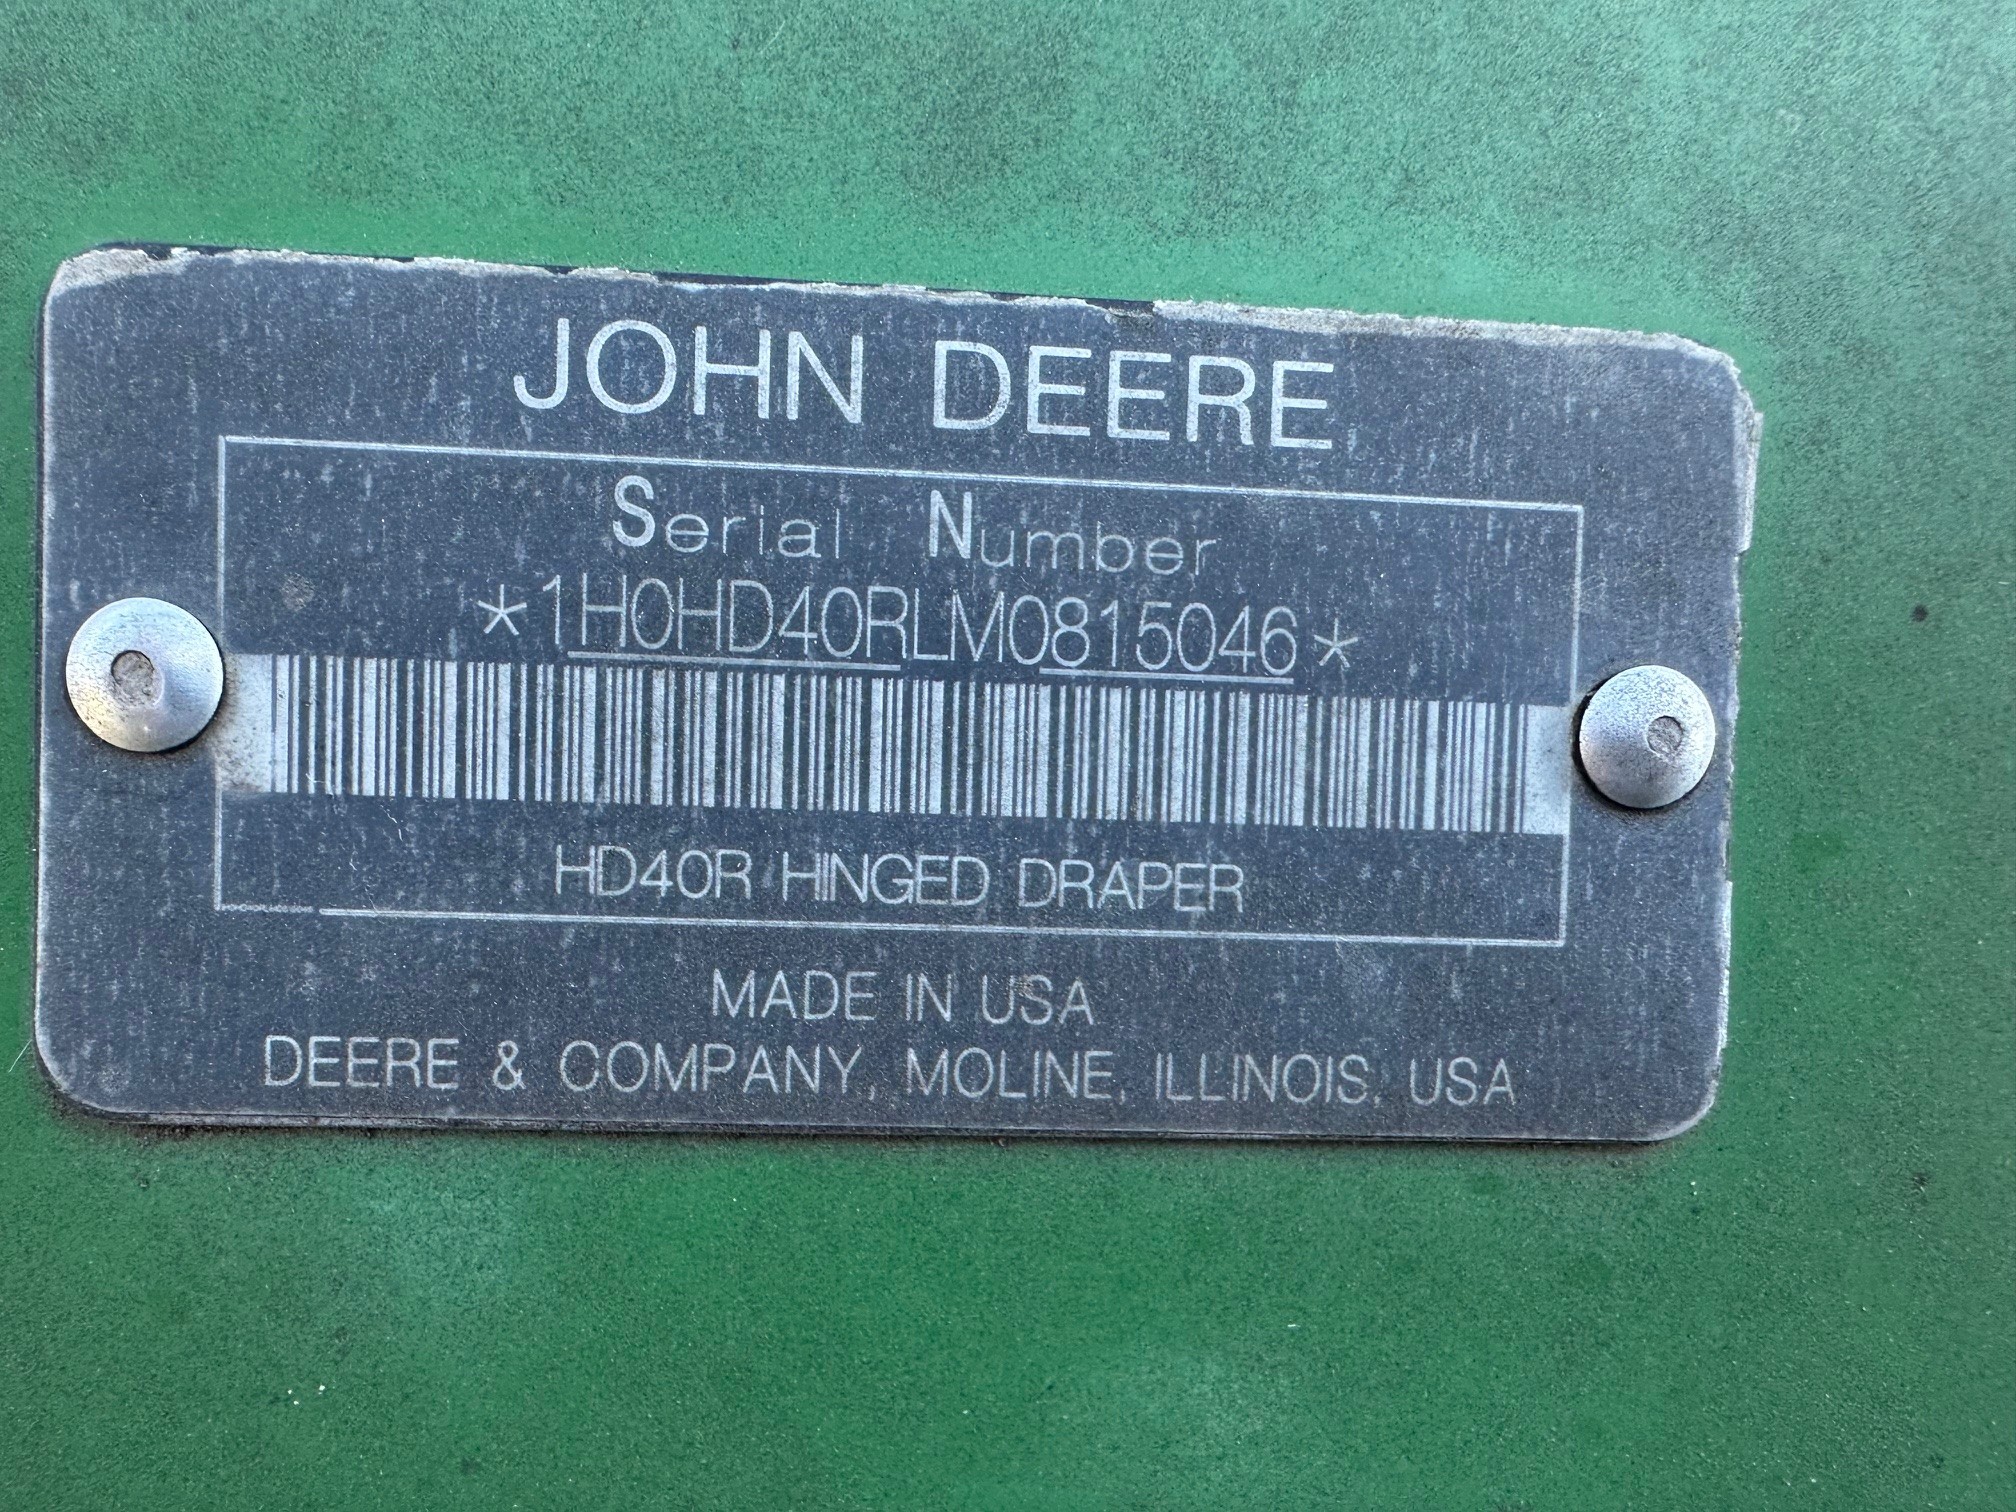 JOHN DEERE
Serial Number
*1H0HD40RLM0815046*
HD40R HINGED DRAPER
MADE IN USA
DEERE & COMPANY, MOLINE, ILLINOIS, USA